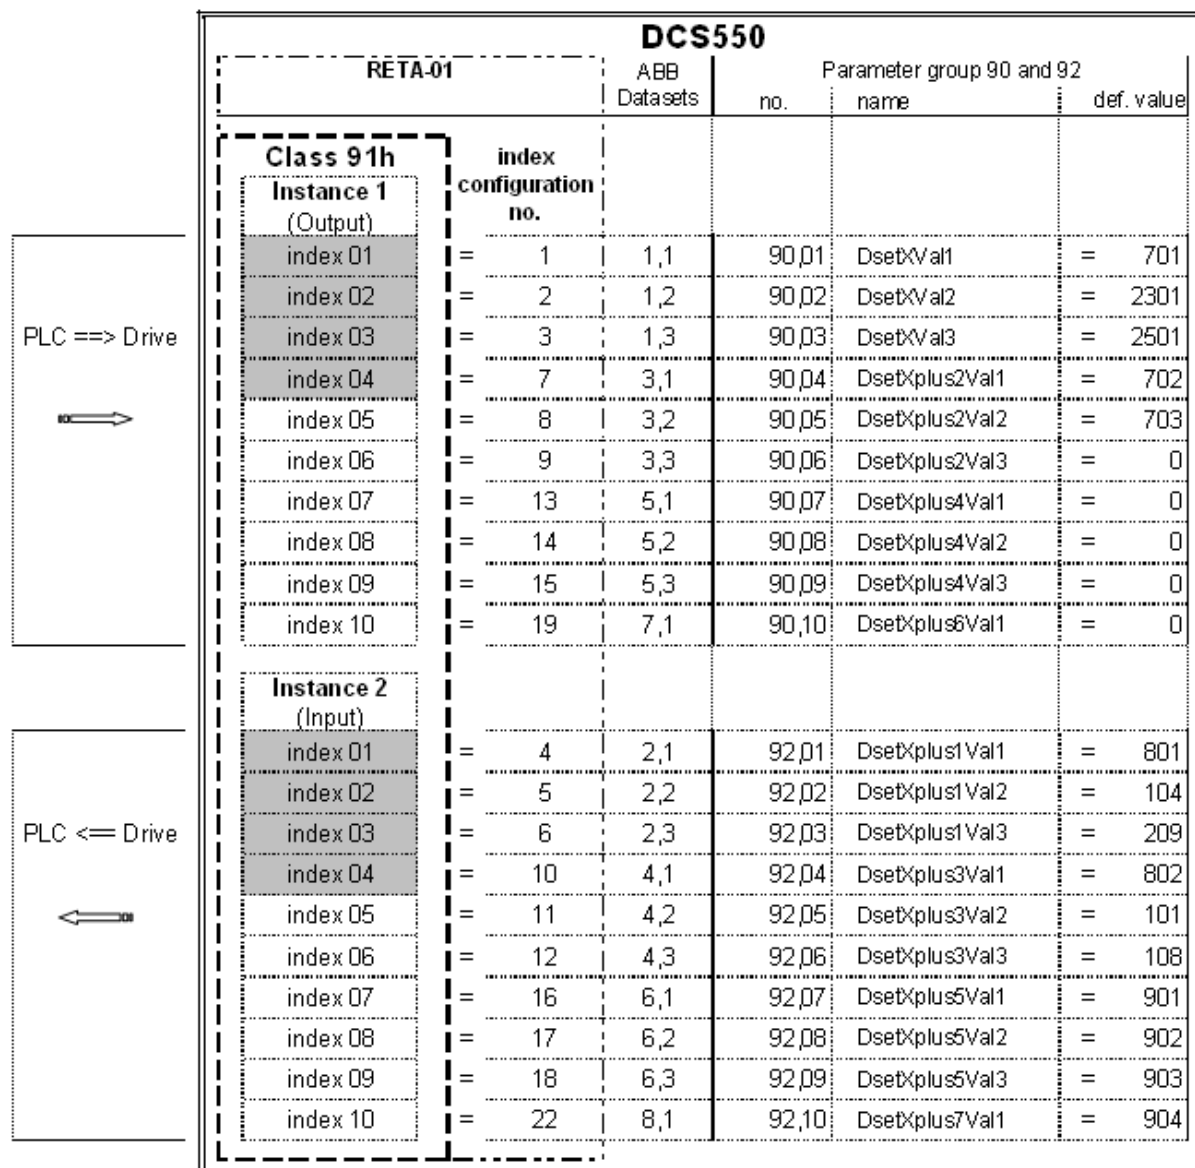 DCS550
RETA-01 ABB Parameter group 90 and 92
Datasets no. name def. value
Class 91h index
Instance 1 configuration
(Output) no.
index 01 = 1 1,1 90,01 DsetXVal1 = 701
index 02 = 2 1,2 90,02 DsetXVal2 = 2301
PLC ==> Drive index 03 = 3 1,3 90,03 DsetXVal3 = 2501
index 04 = 7 3,1 90,04 DsetXplus2Val1 = 702
index 05 = 8 3,2 90,05 DsetXplus2Val2 = 703
index 06 = 9 3,3 90,06 DsetXplus2Val3 = 0
index 07 = 13 5,1 90,07 DsetXplus4Val1 = 0
index 08 = 14 5,2 90,08 DsetXplus4Val2 = 0
index 09 = 15 5,3 90,09 DsetXplus4Val3 = 0
index 10 = 19 7,1 90,10 DsetXplus6Val1 = 0
Instance 2
(Input)
index 01 = 4 2,1 92,01 DsetXplus1Val1 = 801
index 02 = 5 2,2 92,02 DsetXplus1Val2 = 104
PLC <== Drive index 03 = 6 2,3 92,03 DsetXplus1Val3 = 209
index 04 = 10 4,1 92,04 DsetXplus3Val1 = 802
index 05 = 11 4,2 92,05 DsetXplus3Val2 = 101
index 06 = 12 4,3 92,06 DsetXplus3Val3 = 108
index 07 = 16 6,1 92,07 DsetXplus5Val1 = 901
index 08 = 17 6,2 92,08 DsetXplus5Val2 = 902
index 09 = 18 6,3 92,09 DsetXplus5Val3 = 903
index 10 = 22 8,1 92,10 DsetXplus7Val1 = 904